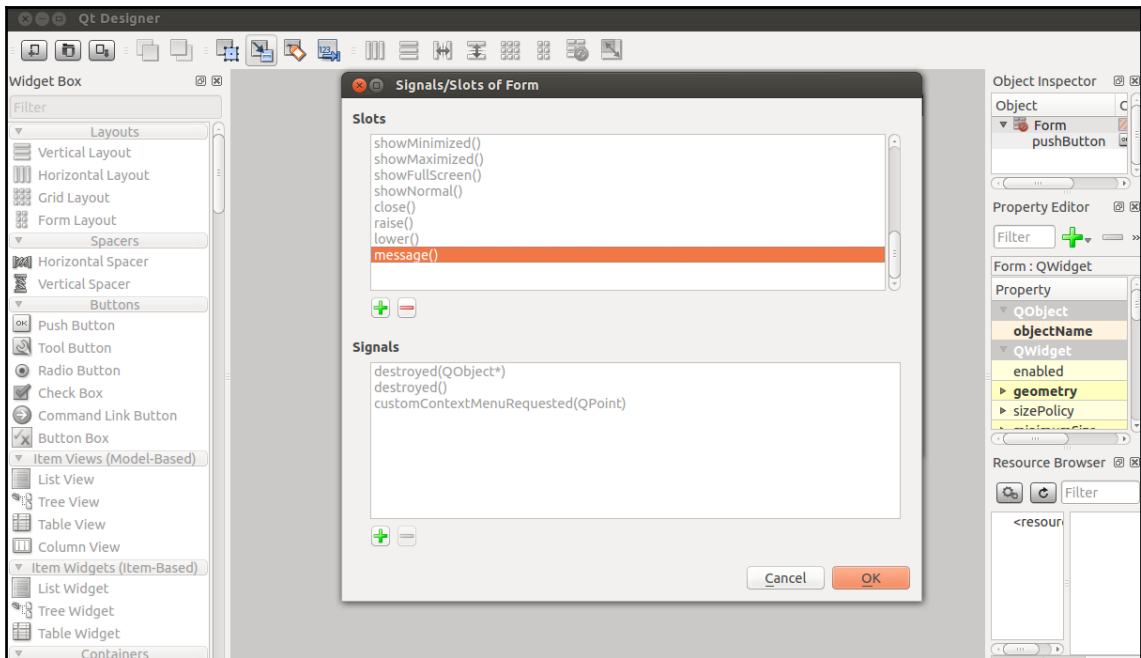 Qt Designer
Widget Box
Filter
Layouts
Vertical Layout
Horizontal Layout
Grid Layout
Form Layout
Spacers
Horizontal Spacer
Vertical Spacer
Buttons
OK Push Button
Tool Button
Radio Button
Check Box
Command Link Button
Button Box
Item Views (Model-Based)
List View
Tree View
Table View
Column View
Item Widgets (Item-Based)
List Widget
Tree Widget
Table Widget
Containers
Signals/Slots of Form
Slots
showMinimized()
showMaximized()
showFullScreen()
showNormal()
close()
raise()
lower()
message()
Signals
destroyed(QObject*)
destroyed()
customContextMenuRequested(QPoint)
Cancel OK
Object Inspector
Object C
Form
pushButton
Property Editor
Filter »
Form : QWidget
Property
QObject
objectName
QWidget
enabled
geometry
sizePolicy
Resource Browser
Filter
<resour